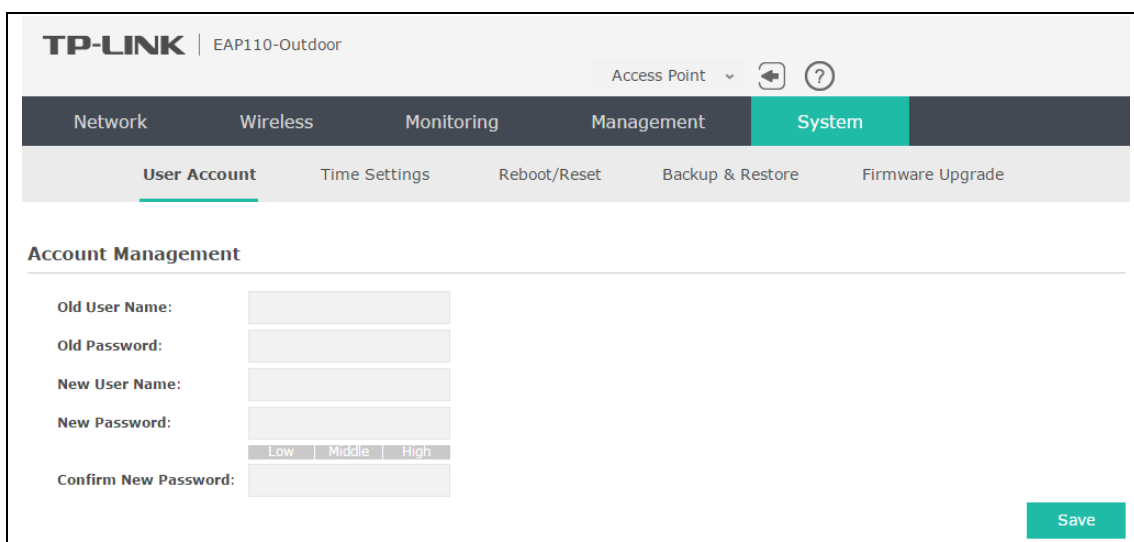 TP-LINK | EAP110-Outdoor
Access Point
Network Wireless Monitoring Management System
User Account Time Settings Reboot/Reset Backup & Restore Firmware Upgrade
Account Management
Old User Name:
Old Password:
New User Name:
New Password:
Low Middle High
Confirm New Password:
Save